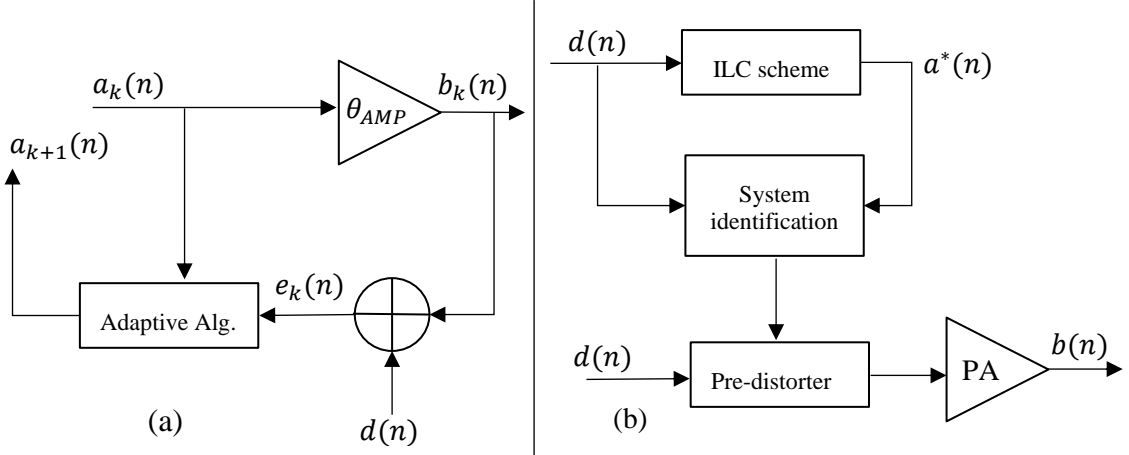 a_k(n)
θ_AMP
b_k(n)
a_{k+1}(n)
e_k(n)
Adaptive Alg.
d(n)
(a)
d(n)
ILC scheme
a*(n)
System
identification
d(n)
Pre-distorter
PA
b(n)
(b)